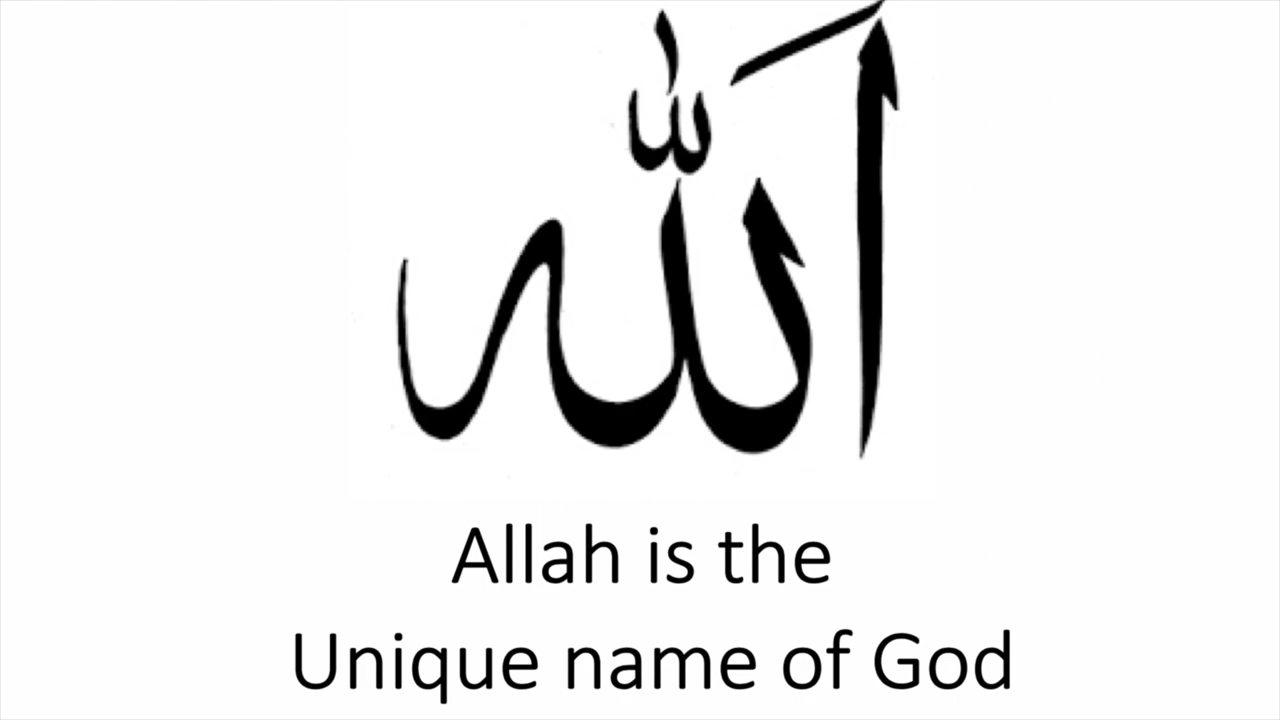 الله
Allah is the
Unique name of God